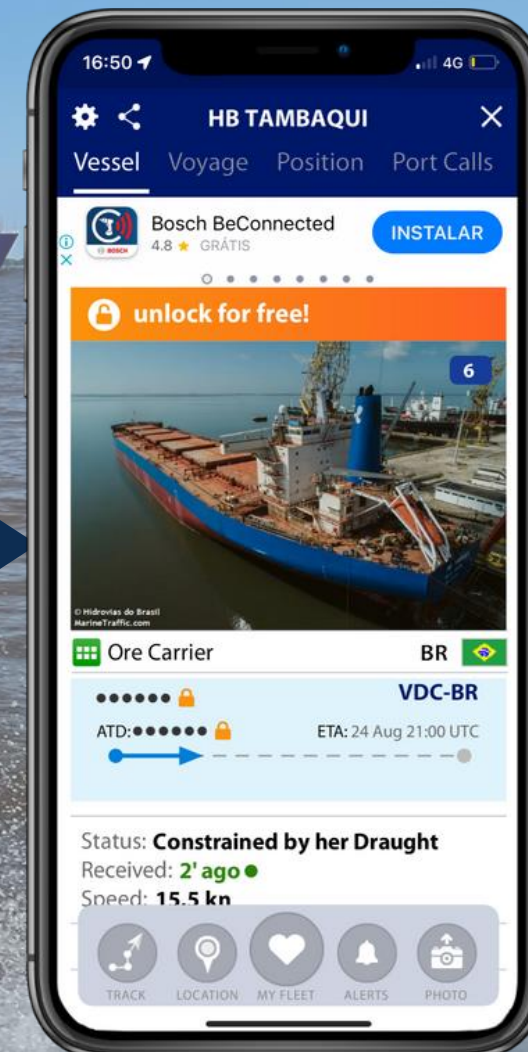 16:50 4G
HB TAMBAQUI
Vessel Voyage Position Port Calls
BOSCH
Bosch BeConnected
4.8 ★ GRÁTIS
INSTALAR
unlock for free!
6
© Hidrovias do Brasil
MarineTraffic.com
Ore Carrier BR
•••••• VDC-BR
ATD:•••••• ETA: 24 Aug 21:00 UTC
Status: Constrained by her Draught
Received: 2' ago
Speed: 15.5 kn
TRACK LOCATION MY FLEET ALERTS PHOTO